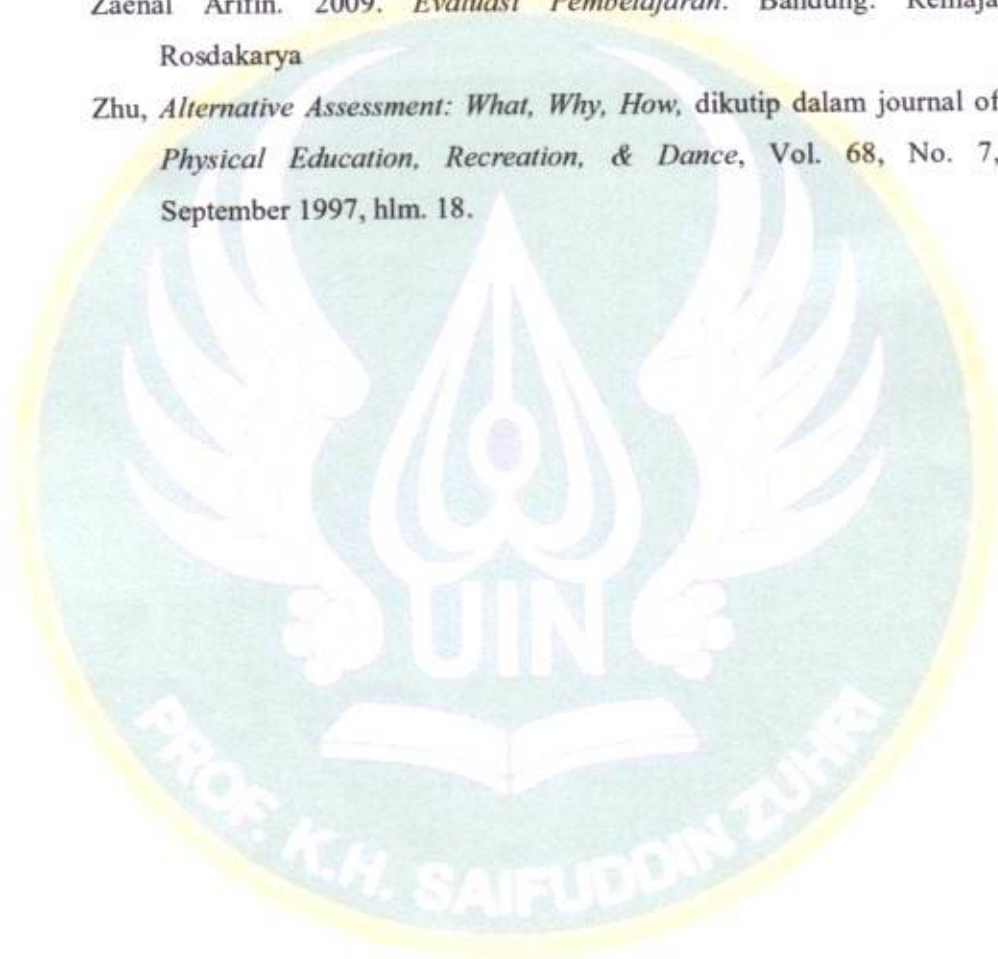 Zaenal Arifin. 2009. Evaluasi Pembelajaran. Bandung: Remaja
Rosdakarya
Zhu, Alternative Assessment: What, Why, How, dikutip dalam journal of
Physical Education, Recreation, & Dance, Vol. 68, No. 7,
September 1997, hlm. 18.
UIN
PROF. K.H. SAIFUDDIN ZUHRI